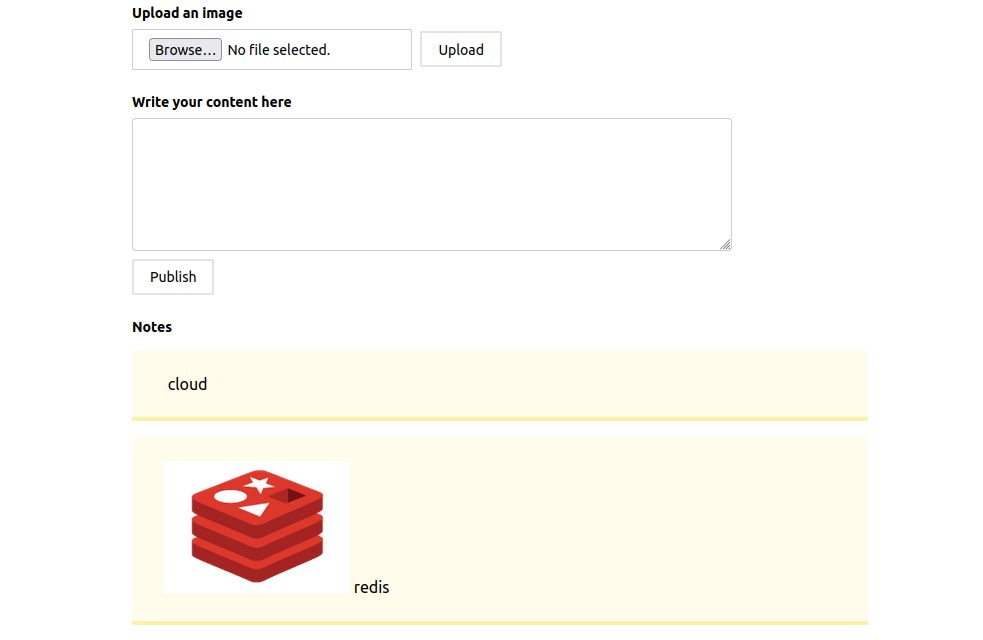 Upload an image
Browse... No file selected.
Upload
Write your content here
Publish
Notes
cloud
redis